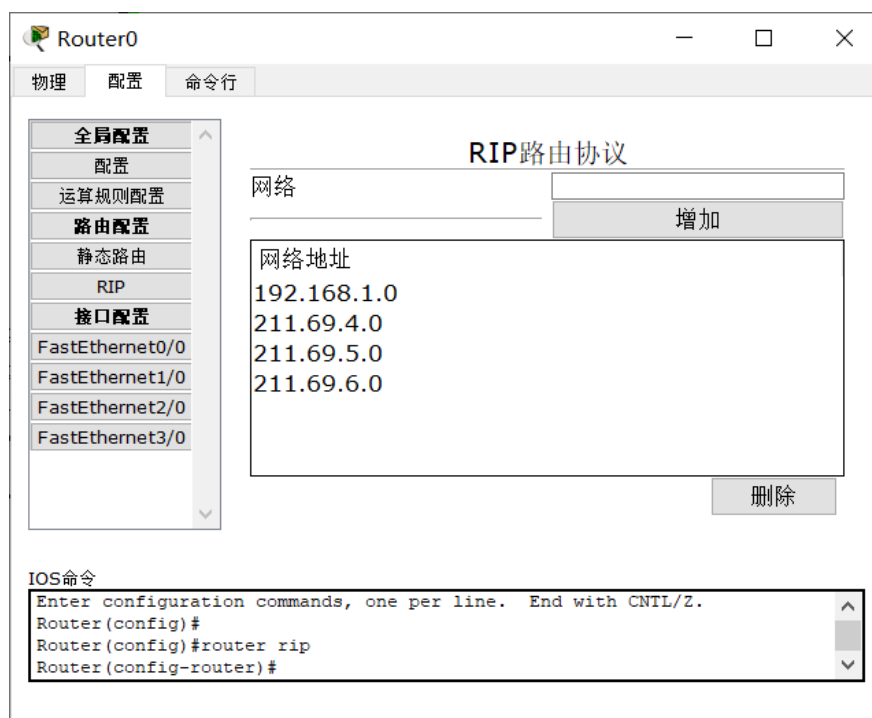 Router0
物理 配置 命令行
全局配置
配置
运算规则配置
路由配置
静态路由
RIP
接口配置
FastEthernet0/0
FastEthernet1/0
FastEthernet2/0
FastEthernet3/0
RIP路由协议
网络
增加
网络地址
192.168.1.0
211.69.4.0
211.69.5.0
211.69.6.0
删除
IOS命令
Enter configuration commands, one per line.  End with CNTL/Z.
Router(config)#
Router(config)#router rip
Router(config-router)#